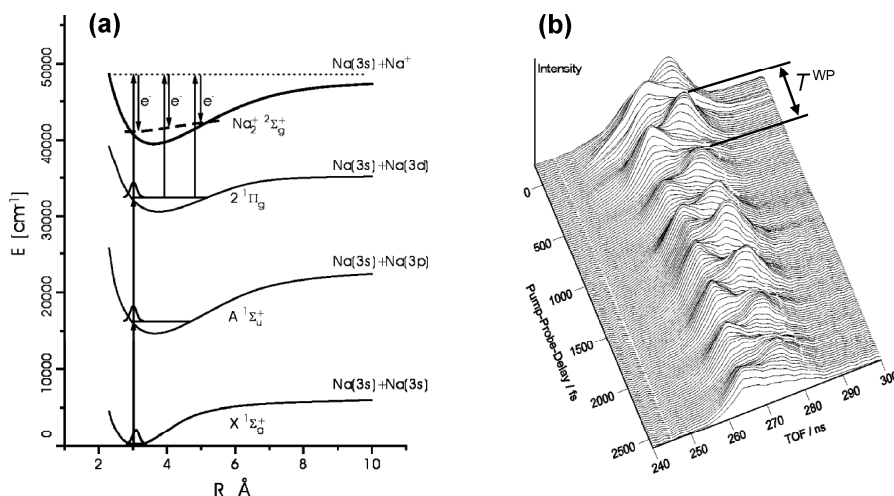 (a)
50000
40000
30000
20000
10000
0
E [cm⁻¹]
Na(3s)+Na⁺
e⁻ e⁻ e⁻
Na₂⁺ ²Σg⁺
Na(3s)+Na(3d)
2 ¹Πg
Na(3s)+Na(3p)
A ¹Σu⁺
Na(3s)+Na(3s)
X ¹Σg⁺
2 4 6 8 10
R Å
(b)
Intensity
T WP
0
500
1000
1500
2000
2500
Pump-Probe-Delay / fs
240 250 260 270 280 290 300
TOF / ns